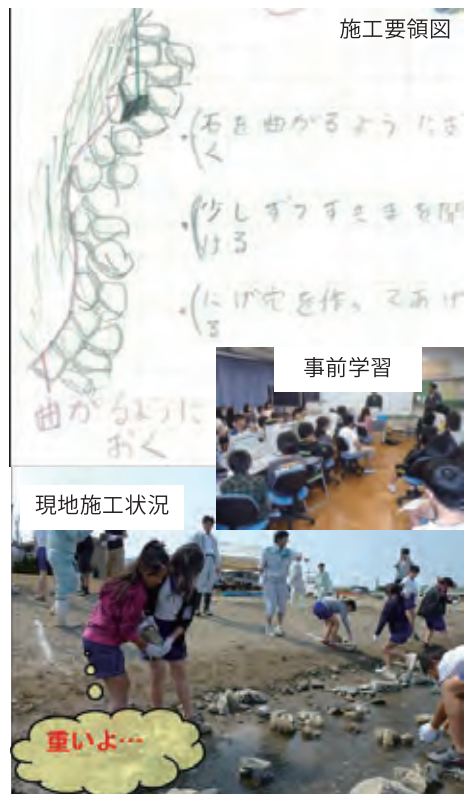 施工要領図
・(石を曲がるようにお
く
・(少しずつすきまを開
ける
・(にげ穴を作ってあげ
る
曲がるように
おく
事前学習
現地施工状況
重いよ…